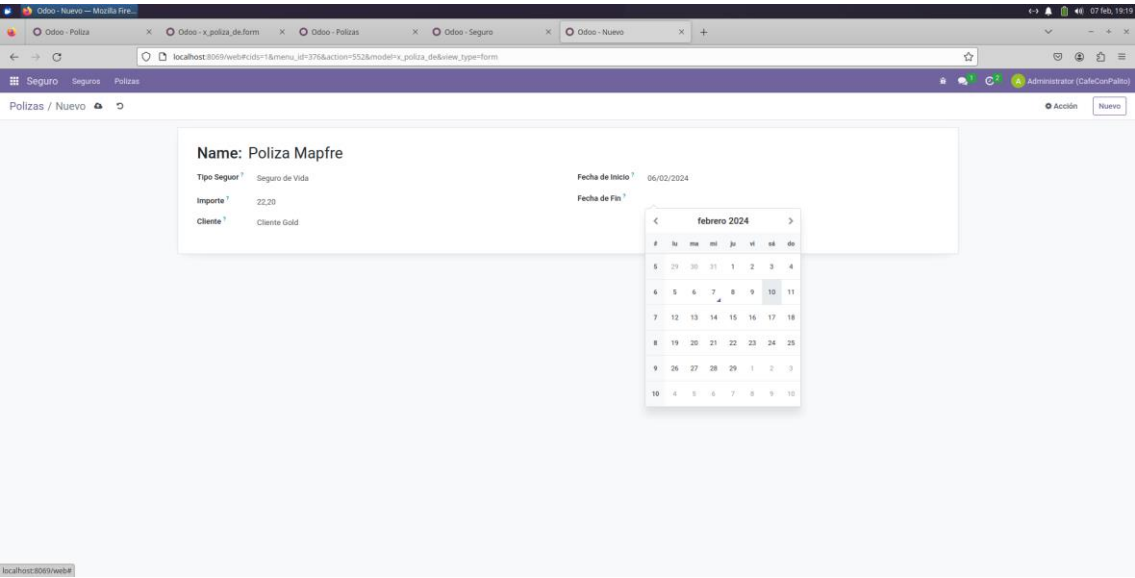 Odoo - Nuevo — Mozilla Fire...
07 feb, 19:19
Odoo - Poliza
Odoo - x_poliza_de.form
Odoo - Polizas
Odoo - Seguro
Odoo - Nuevo
localhost:8069/web#cids=1&menu_id=376&action=552&model=x_poliza_de&view_type=form
Seguro Seguros Polizas
1 2 A Administrator (CafeConPalito)
Polizas / Nuevo
Acción Nuevo
Name: Poliza Mapfre
Tipo Seguor ? Seguro de Vida
Fecha de Inicio ? 06/02/2024
Importe ? 22,20
Fecha de Fin ?
Cliente ? Cliente Gold
febrero 2024
# lu ma mi ju vi sá do
5 29 30 31 1 2 3 4
6 5 6 7 8 9 10 11
7 12 13 14 15 16 17 18
8 19 20 21 22 23 24 25
9 26 27 28 29 1 2 3
10 4 5 6 7 8 9 10
localhost:8069/web#